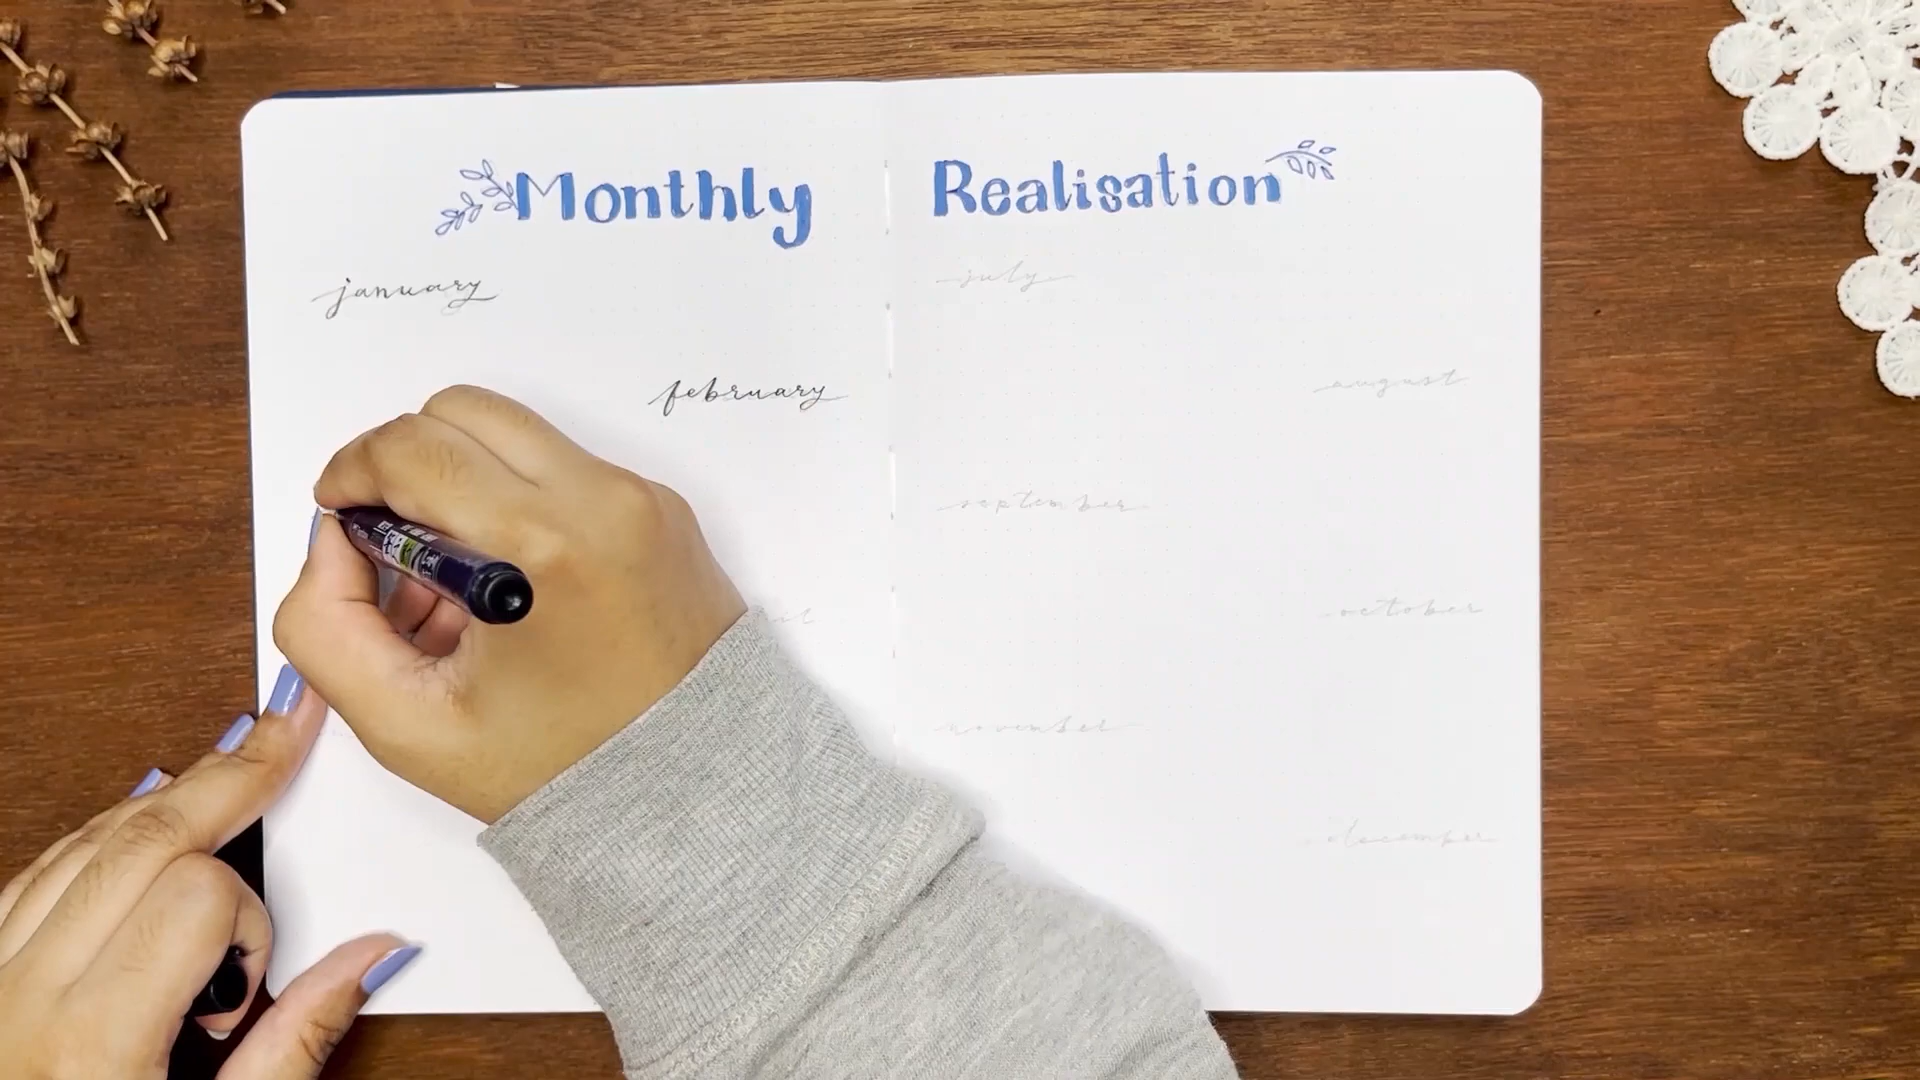 Monthly Realisation
january
february
july
august
september
october
november
december